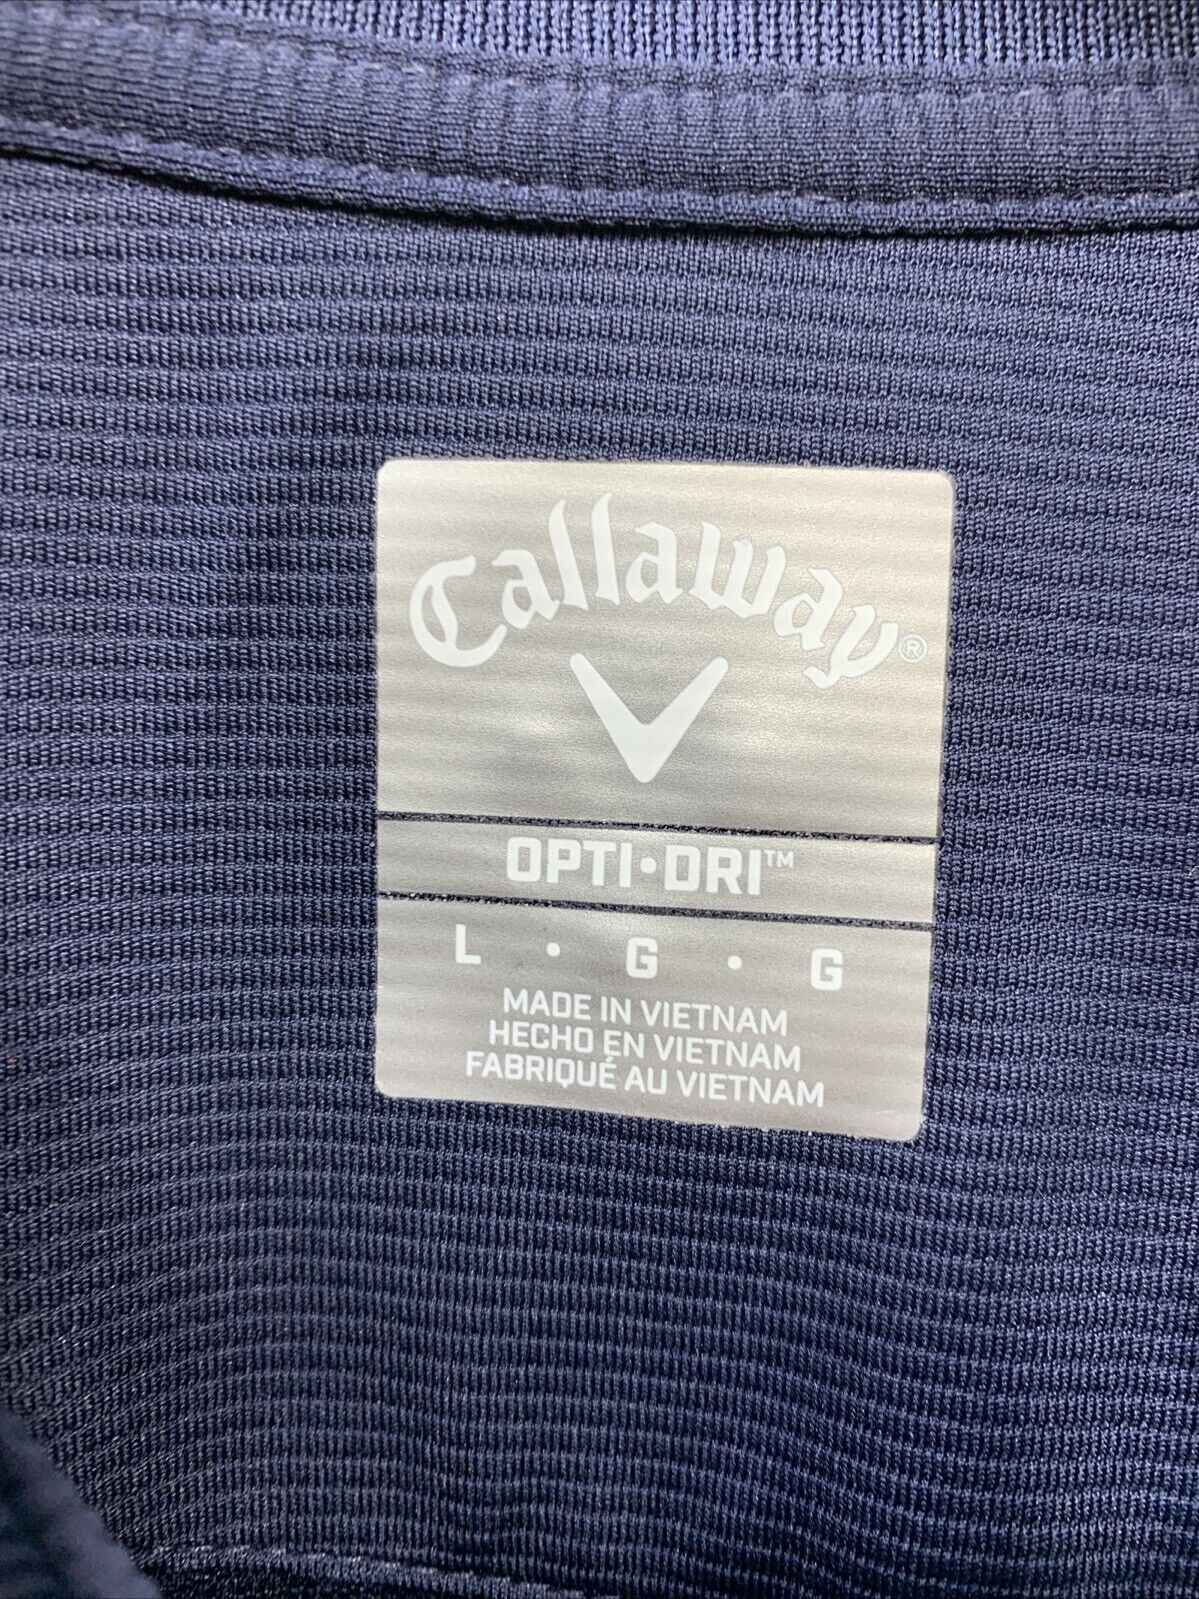 Callaway®
OPTI•DRI™
L • G • G
MADE IN VIETNAM
HECHO EN VIETNAM
FABRIQUÉ AU VIETNAM